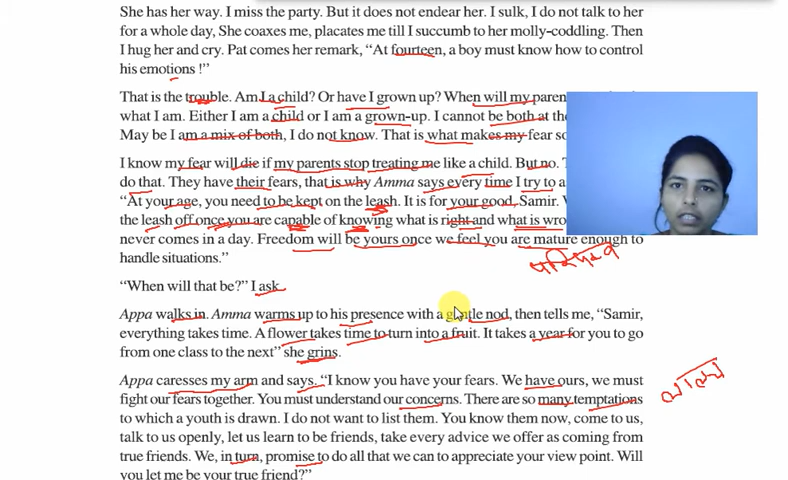 She has her way. I miss the party. But it does not endear her. I sulk, I do not talk to her
for a whole day, She coaxes me, placates me till I succumb to her molly-coddling. Then
I hug her and cry. Pat comes her remark, “At fourteen, a boy must know how to control
his emotions !”
That is the trouble. Am I a child? Or have I grown up? When will my paren
what I am. Either I am a child or I am a grown-up. I cannot be both at the
May be I am a mix of both, I do not know. That is what makes my fear so
I know my fear will die if my parents stop treating me like a child. But no.
do that. They have their fears, that is why Amma says every time I try to a
“At your age, you need to be kept on the leash. It is for your good, Samir.
the leash off once you are capable of knowing what is right and what is wro
never comes in a day. Freedom will be yours once we feel you are mature enough to
handle situations.”
परिपक्व
“When will that be?” I ask.
Appa walks in. Amma warms up to his presence with a gentle nod, then tells me, “Samir,
everything takes time. A flower takes time to turn into a fruit. It takes a year for you to go
from one class to the next” she grins.
Appa caresses my arm and says. “I know you have your fears. We have ours, we must
fight our fears together. You must understand our concerns. There are so many temptations
to which a youth is drawn. I do not want to list them. You know them now, come to us,
talk to us openly, let us learn to be friends, take every advice we offer as coming from
true friends. We, in turn, promise to do all that we can to appreciate your view point. Will
you let me be your true friend?”